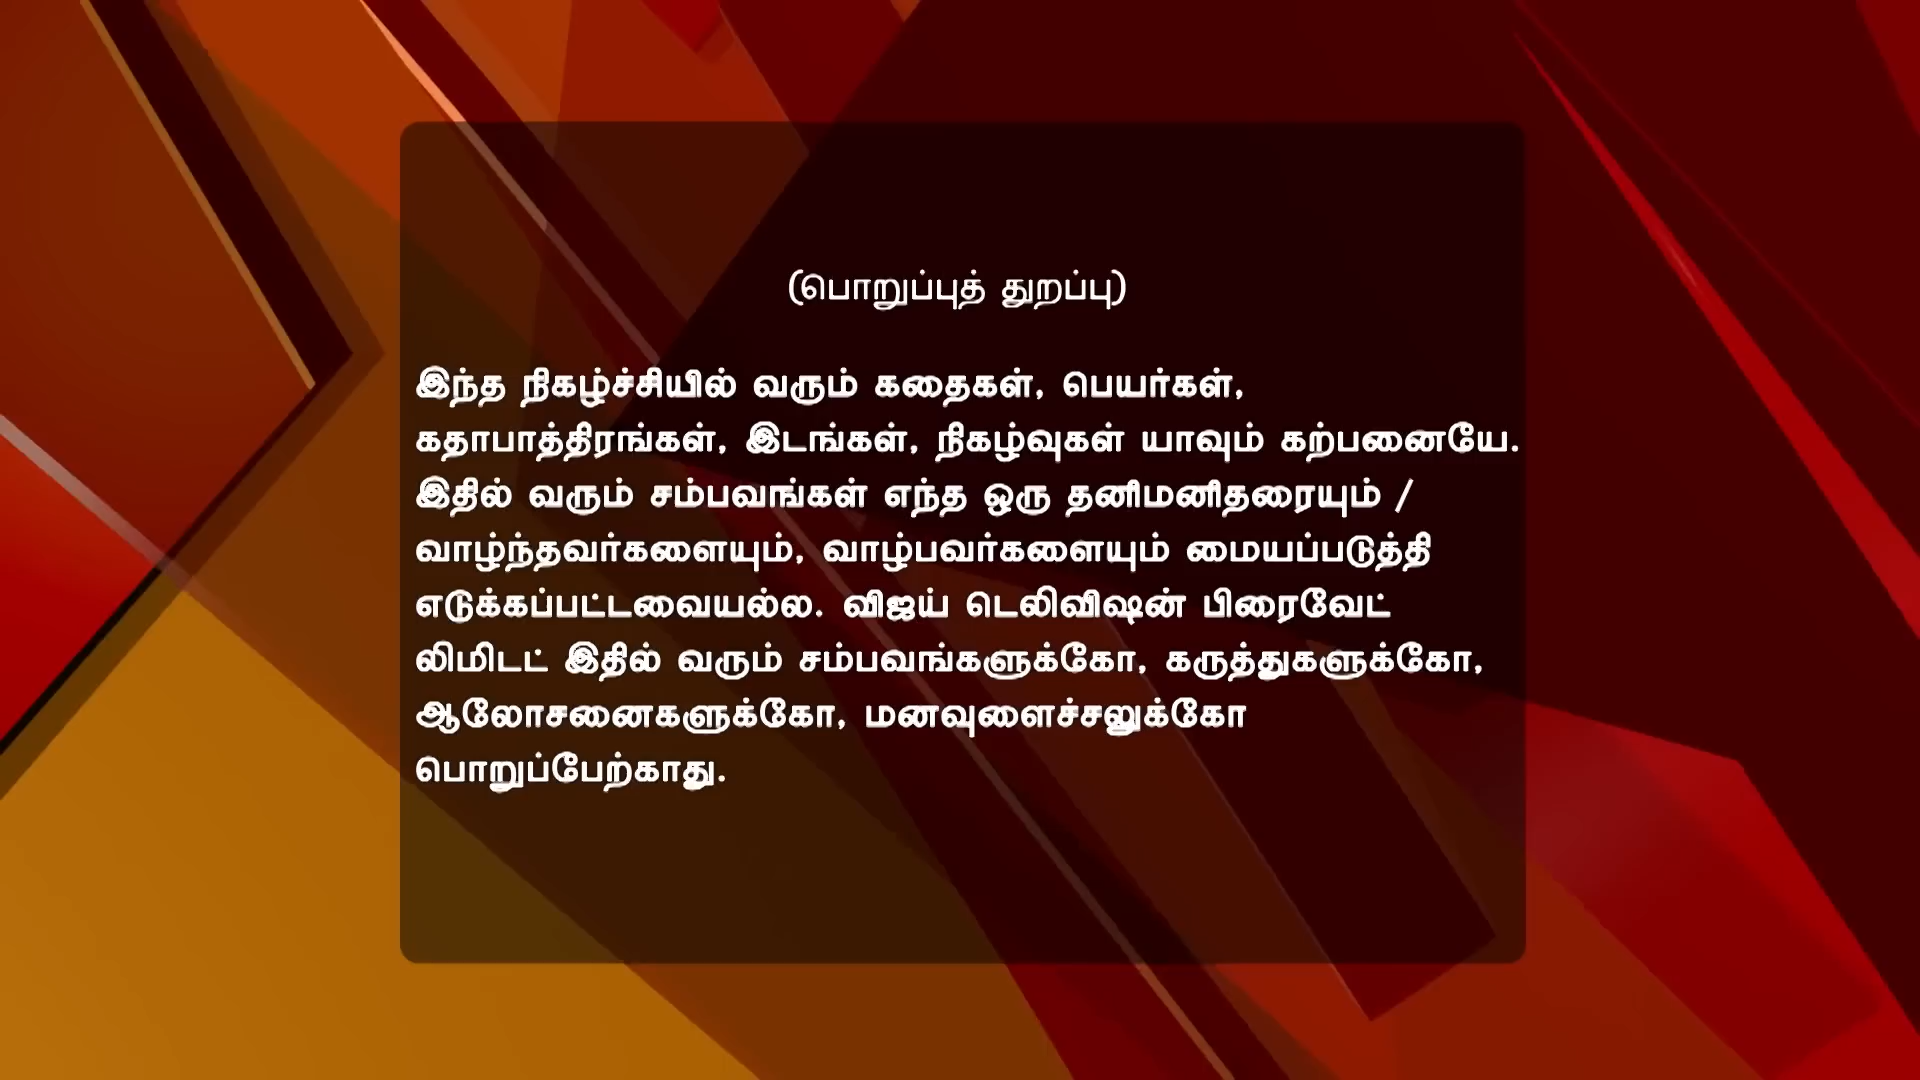 (பொறுப்புத் துறப்பு)
இந்த நிகழ்ச்சியில் வரும் கதைகள், பெயர்கள்,
கதாபாத்திரங்கள், இடங்கள், நிகழ்வுகள் யாவும் கற்பனையே.
இதில் வரும் சம்பவங்கள் எந்த ஒரு தனிமனிதரையும் /
வாழ்ந்தவர்களையும், வாழ்பவர்களையும் மையப்படுத்தி
எடுக்கப்பட்டவையல்ல. விஜய் டெலிவிஷன் பிரைவேட்
லிமிடட் இதில் வரும் சம்பவங்களுக்கோ, கருத்துகளுக்கோ,
ஆலோசனைகளுக்கோ, மனவுளைச்சலுக்கோ
பொறுப்பேற்காது.